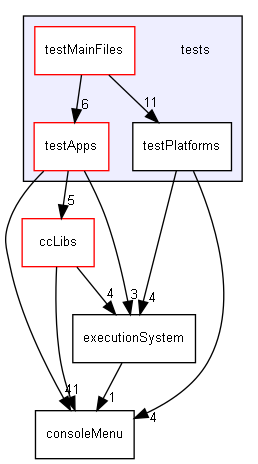 testMainFiles
tests
6
11
testApps
testPlatforms
5
ccLibs
4
3
4
executionSystem
1
41
4
consoleMenu